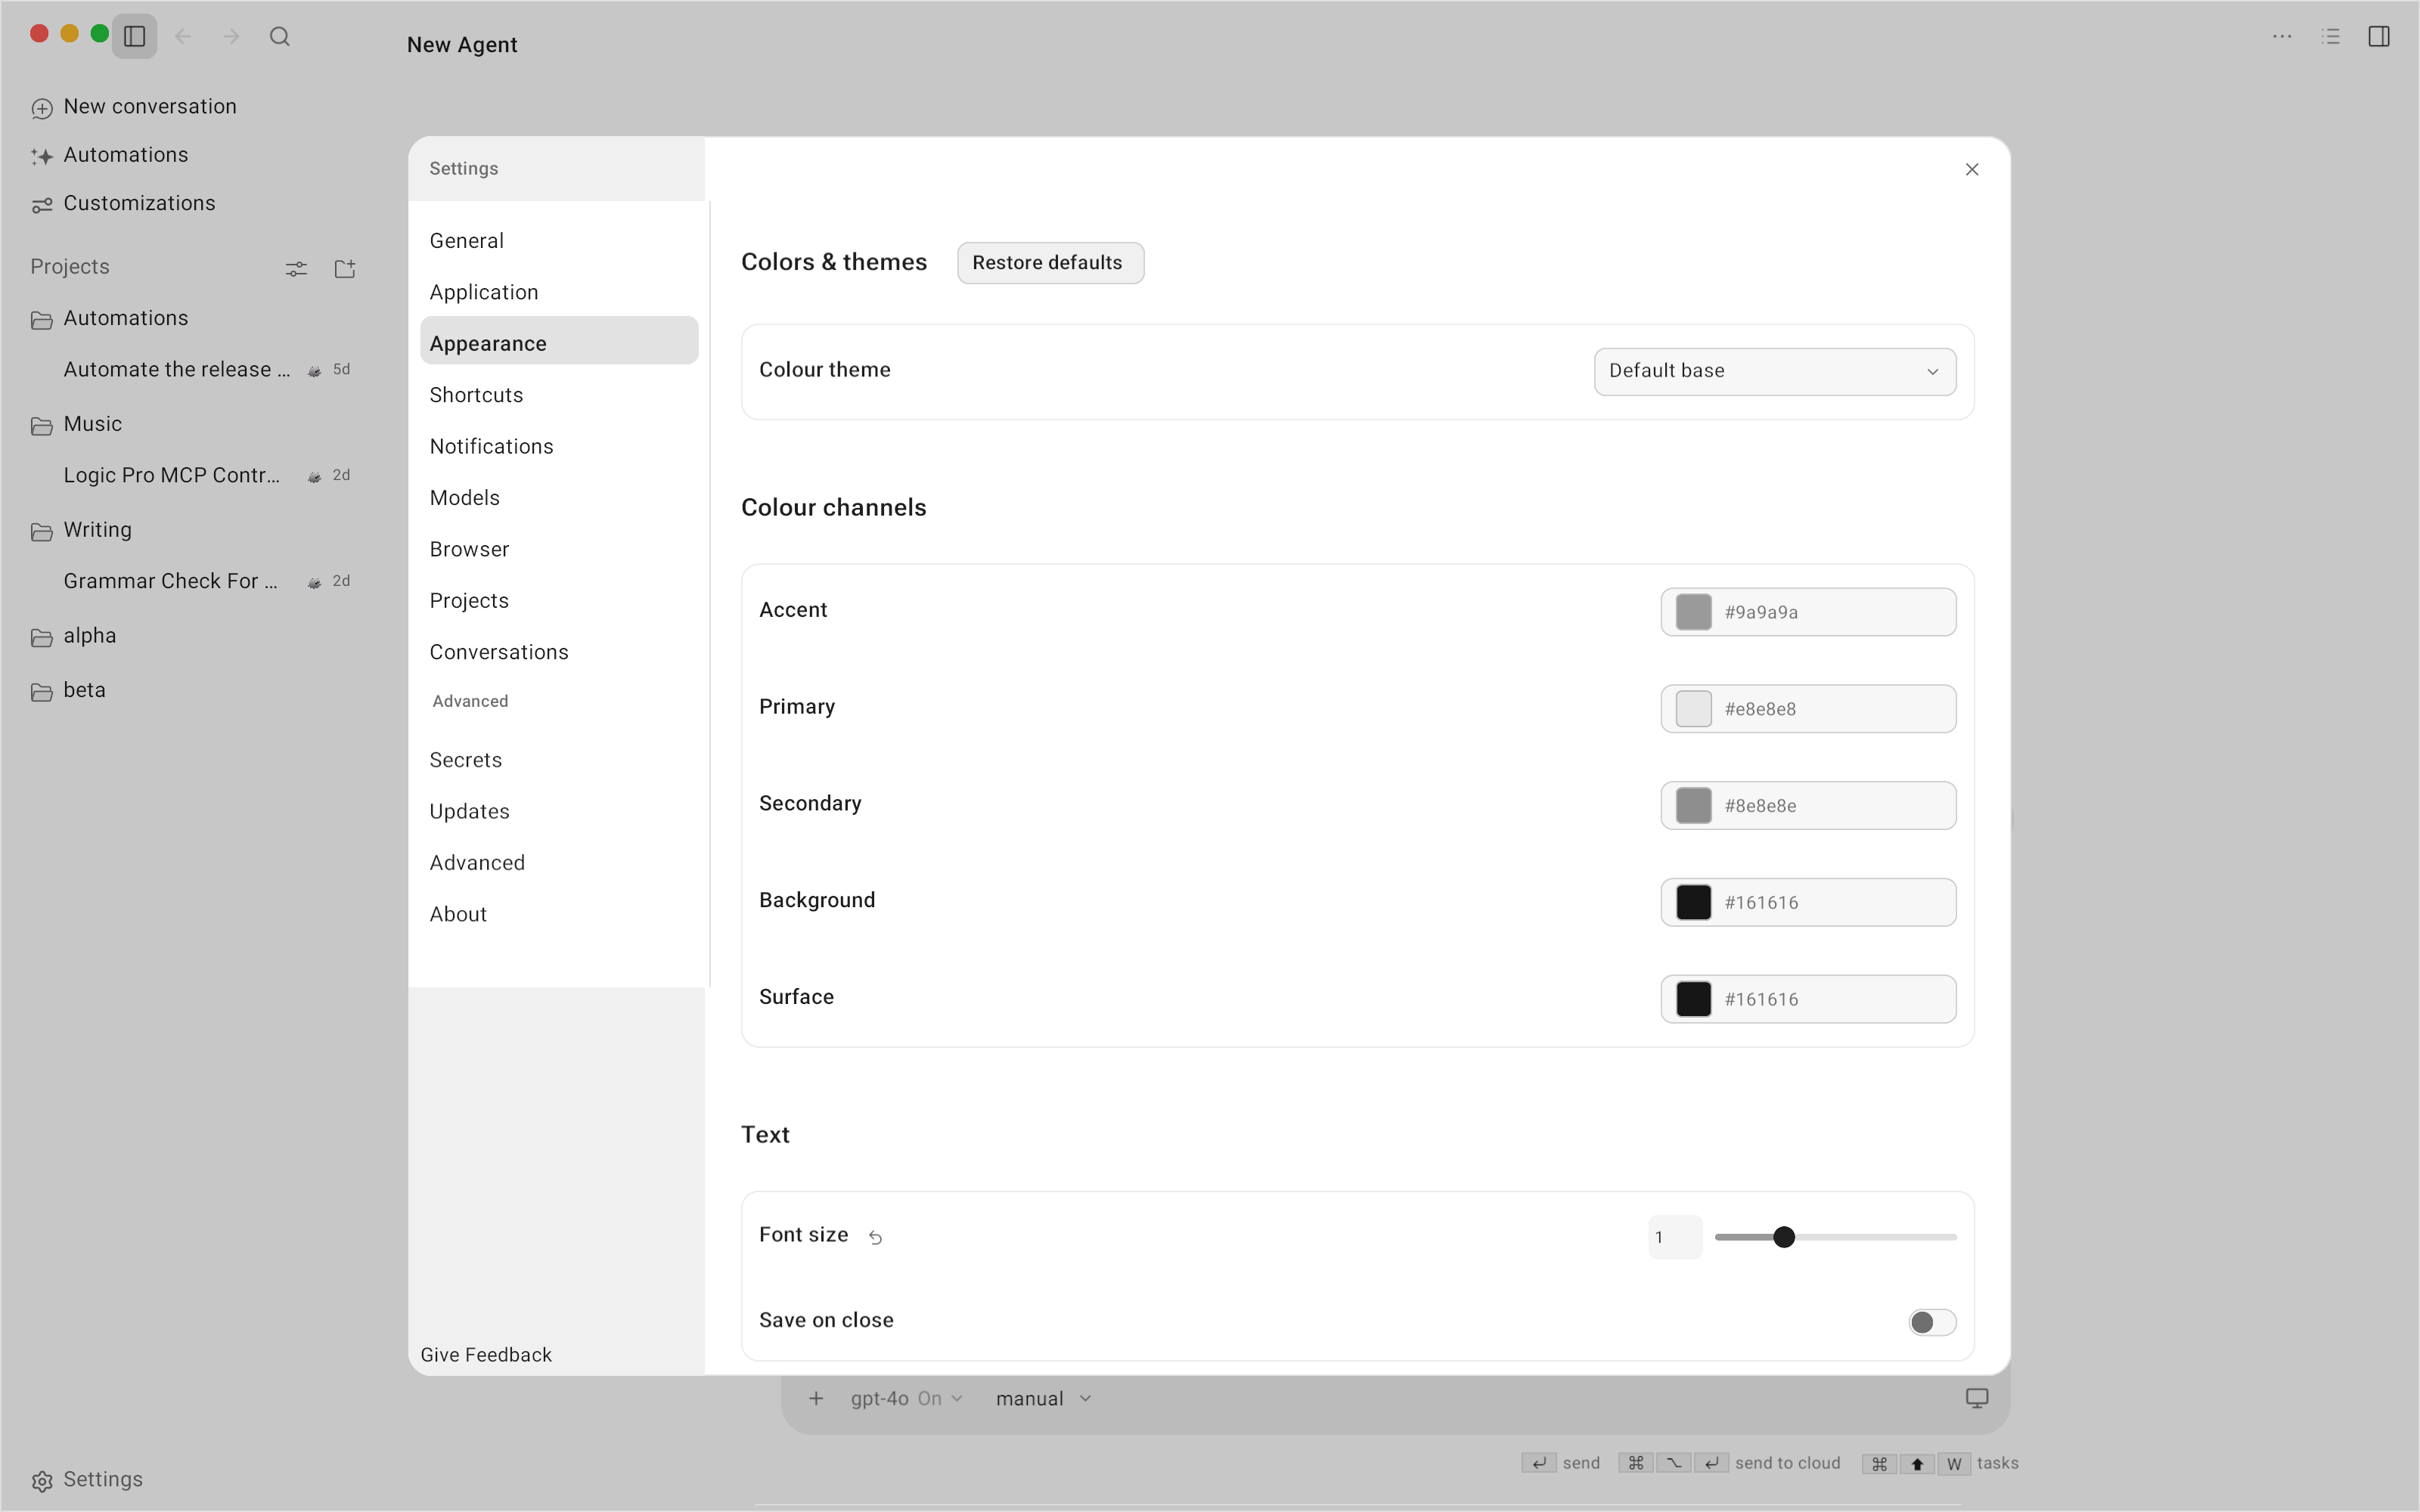 New Agent
New conversation
Automations
Customizations
Projects
Automations
Automate the release ... 5d
Music
Logic Pro MCP Contr... 2d
Writing
Grammar Check For ... 2d
alpha
beta
Settings
Settings
General
Application
Appearance
Shortcuts
Notifications
Models
Browser
Projects
Conversations
Advanced
Secrets
Updates
Advanced
About
Give Feedback
Colors & themes Restore defaults
Colour theme Default base
Colour channels
Accent #9a9a9a
Primary #e8e8e8
Secondary #8e8e8e
Background #161616
Surface #161616
Text
Font size 1
Save on close
gpt-4o On manual
send send to cloud W tasks